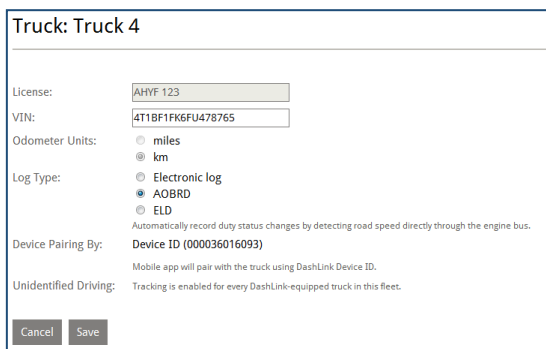 Truck: Truck 4
License: AHYF 123
VIN: 4T1BF1FK6FU478765
Odometer Units: miles
km
Log Type: Electronic log
AOBRD
ELD
Automatically record duty status changes by detecting road speed directly through the engine bus.
Device Pairing By: Device ID (000036016093)
Mobile app will pair with the truck using DashLink Device ID.
Unidentified Driving: Tracking is enabled for every DashLink-equipped truck in this fleet.
Cancel Save